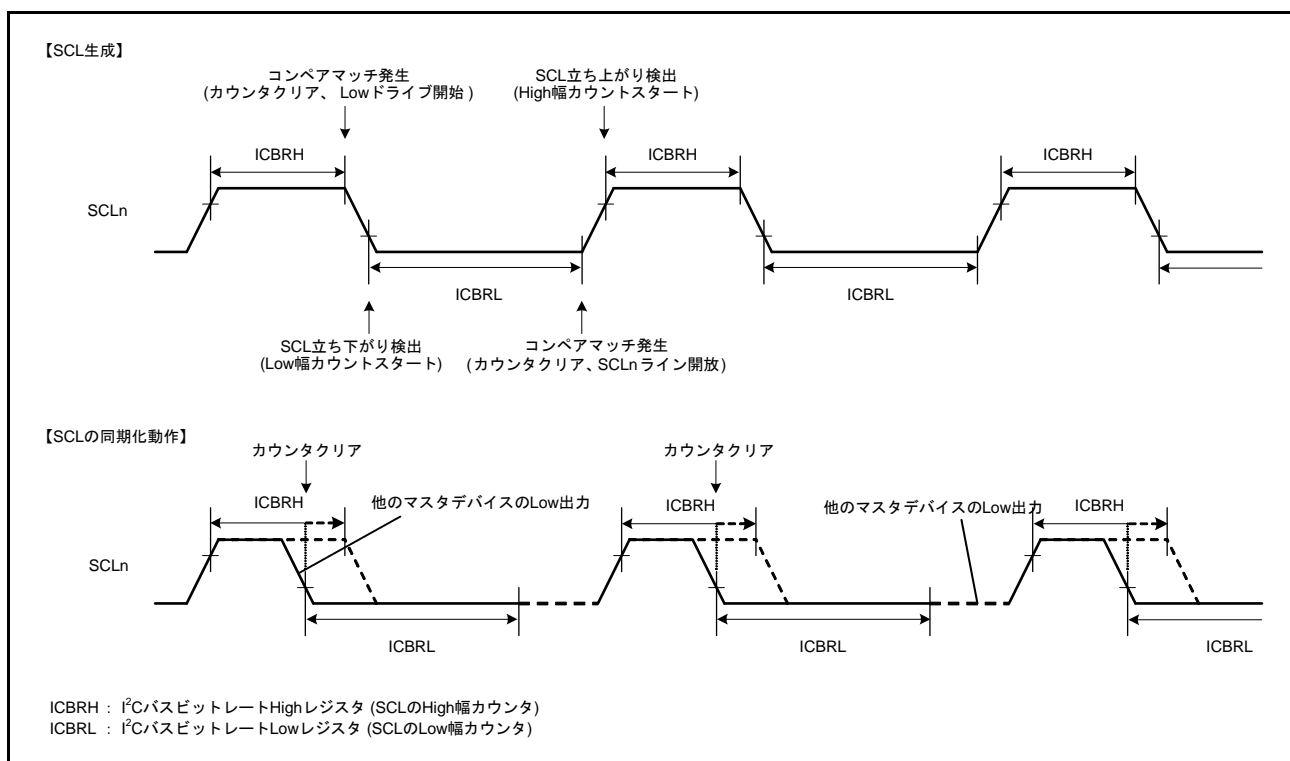 【SCL生成】
コンペアマッチ発生
(カウンタクリア、 Lowドライブ開始 )
SCL立ち上がり検出
(High幅カウントスタート)
ICBRH
ICBRH
ICBRH
SCLn
ICBRL
ICBRL
SCL立ち下がり検出
(Low幅カウントスタート)
コンペアマッチ発生
(カウンタクリア、SCLnライン開放)
【SCLの同期化動作】
カウンタクリア
カウンタクリア
ICBRH
他のマスタデバイスのLow出力
ICBRH
他のマスタデバイスのLow出力
ICBRH
SCLn
ICBRL
ICBRL
ICBRL
ICBRH : I²CバスビットレートHighレジスタ (SCLのHigh幅カウンタ)
ICBRL : I²CバスビットレートLowレジスタ (SCLのLow幅カウンタ)